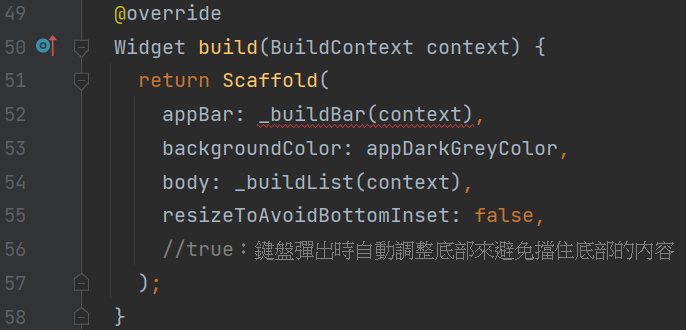 49 @override
50 Widget build(BuildContext context) {
51 return Scaffold(
52 appBar: _buildBar(context),
53 backgroundColor: appDarkGreyColor,
54 body: _buildList(context),
55 resizeToAvoidBottomInset: false,
56 //true：鍵盤彈出時自動調整底部來避免擋住底部的內容
57 );
58 }